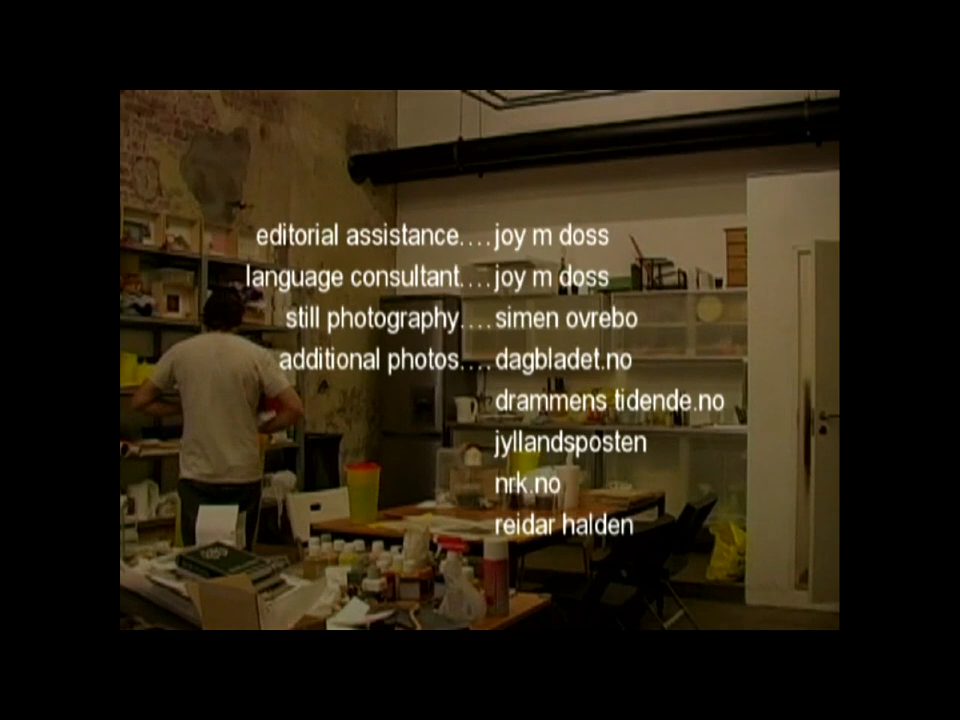 editorial assistance....joy m doss
language consultant....joy m doss
still photography....simen ovrebo
additional photos....dagbladet.no
drammens tidende.no
jyllandsposten
nrk.no
reidar halden